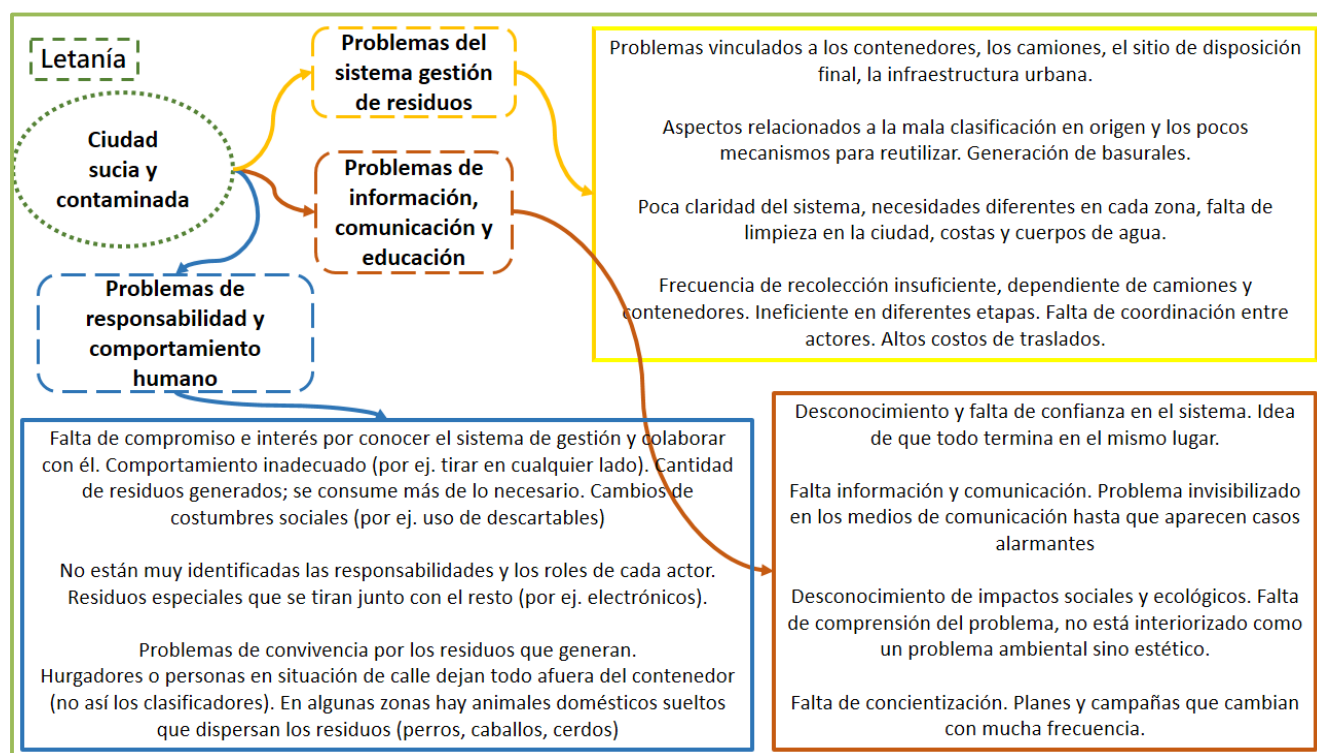 Letanía
Ciudad
sucia y
contaminada
Problemas del
sistema gestión
de residuos
Problemas de
información,
comunicación y
educación
Problemas de
responsabilidad y
comportamiento
humano
Problemas vinculados a los contenedores, los camiones, el sitio de disposición
final, la infraestructura urbana.
Aspectos relacionados a la mala clasificación en origen y los pocos
mecanismos para reutilizar. Generación de basurales.
Poca claridad del sistema, necesidades diferentes en cada zona, falta de
limpieza en la ciudad, costas y cuerpos de agua.
Frecuencia de recolección insuficiente, dependiente de camiones y
contenedores. Ineficiente en diferentes etapas. Falta de coordinación entre
actores. Altos costos de traslados.
Falta de compromiso e interés por conocer el sistema de gestión y colaborar
con él. Comportamiento inadecuado (por ej. tirar en cualquier lado). Cantidad
de residuos generados; se consume más de lo necesario. Cambios de
costumbres sociales (por ej. uso de descartables)
No están muy identificadas las responsabilidades y los roles de cada actor.
Residuos especiales que se tiran junto con el resto (por ej. electrónicos).
Problemas de convivencia por los residuos que generan.
Hurgadores o personas en situación de calle dejan todo afuera del contenedor
(no así los clasificadores). En algunas zonas hay animales domésticos sueltos
que dispersan los residuos (perros, caballos, cerdos)
Desconocimiento y falta de confianza en el sistema. Idea
de que todo termina en el mismo lugar.
Falta información y comunicación. Problema invisibilizado
en los medios de comunicación hasta que aparecen casos
alarmantes
Desconocimiento de impactos sociales y ecológicos. Falta
de comprensión del problema, no está interiorizado como
un problema ambiental sino estético.
Falta de concientización. Planes y campañas que cambian
con mucha frecuencia.